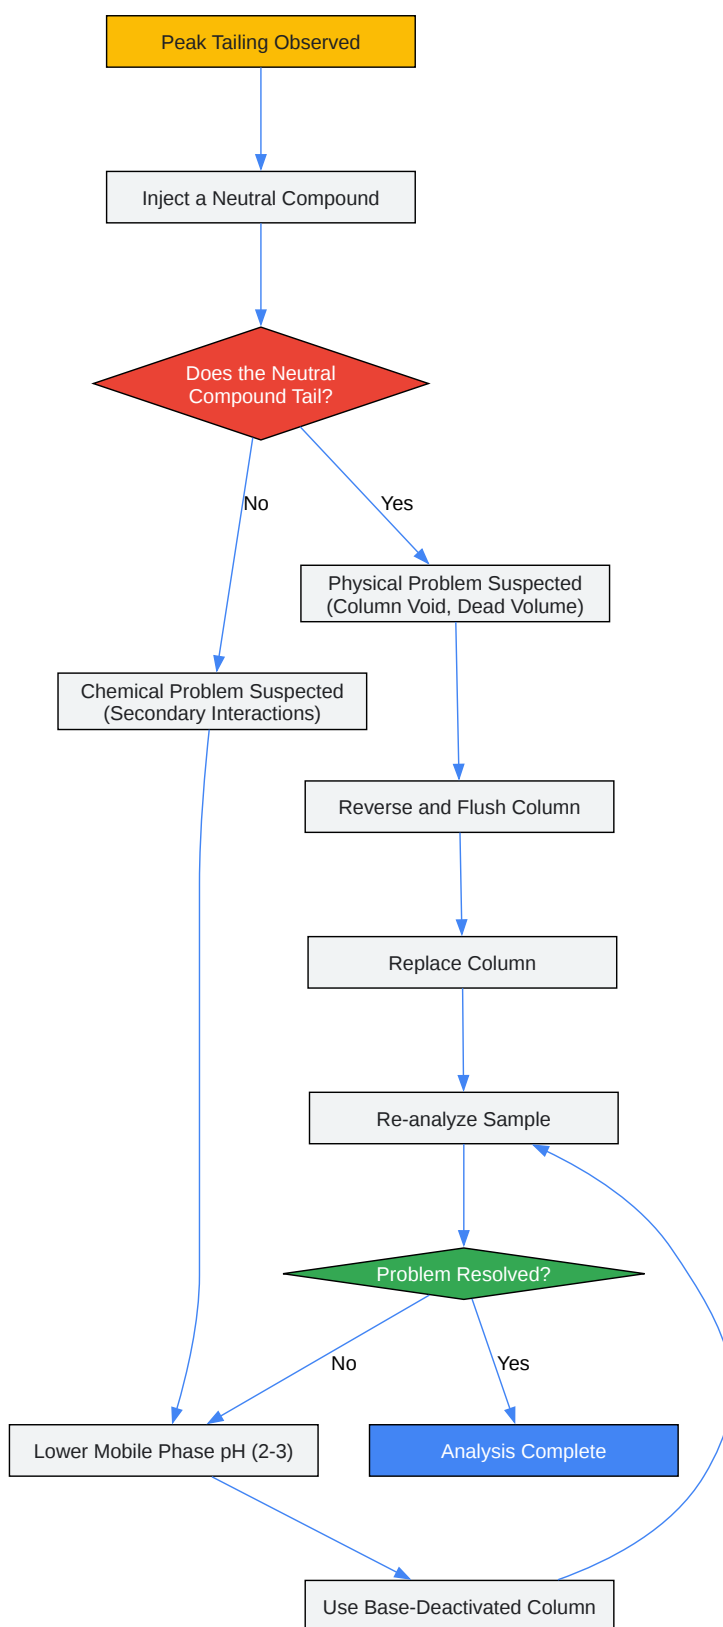 Peak Tailing Observed
Inject a Neutral Compound
Does the Neutral
Compound Tail?
No
Yes
Physical Problem Suspected
(Column Void, Dead Volume)
Chemical Problem Suspected
(Secondary Interactions)
Reverse and Flush Column
Replace Column
Re-analyze Sample
Problem Resolved?
No
Yes
Lower Mobile Phase pH (2-3)
Analysis Complete
Use Base-Deactivated Column